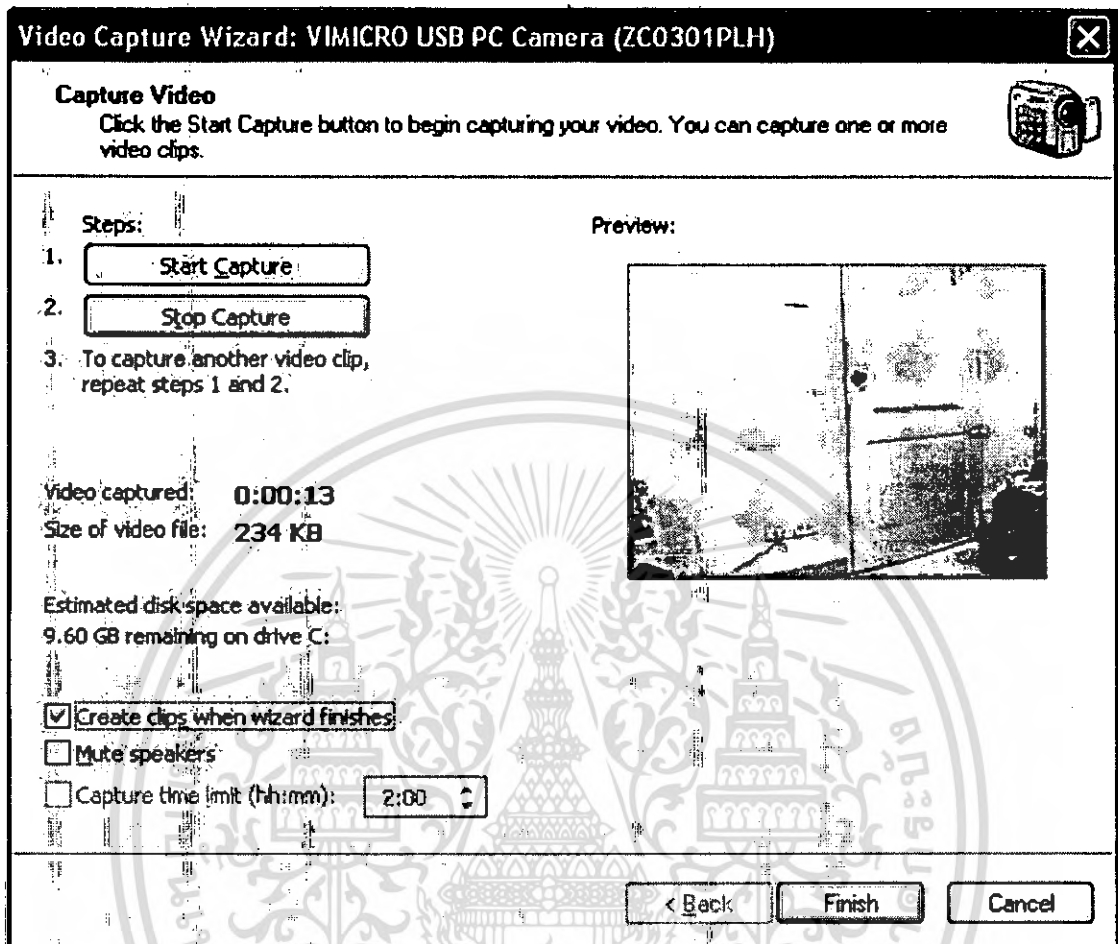 Video Capture Wizard: VIMICRO USB PC Camera (ZC0301PLH)
Capture Video
Click the Start Capture button to begin capturing your video. You can capture one or more
video clips.
Steps:
Preview:
1. Start Capture
2. Stop Capture
3. To capture another video clip,
repeat steps 1 and 2.
Video captured: 0:00:13
Size of video file: 234 KB
Estimated disk space available:
9.60 GB remaining on drive C:
Create clips when wizard finishes
Mute speakers
Capture time limit (hh:mm): 2:00
< Back Finish Cancel